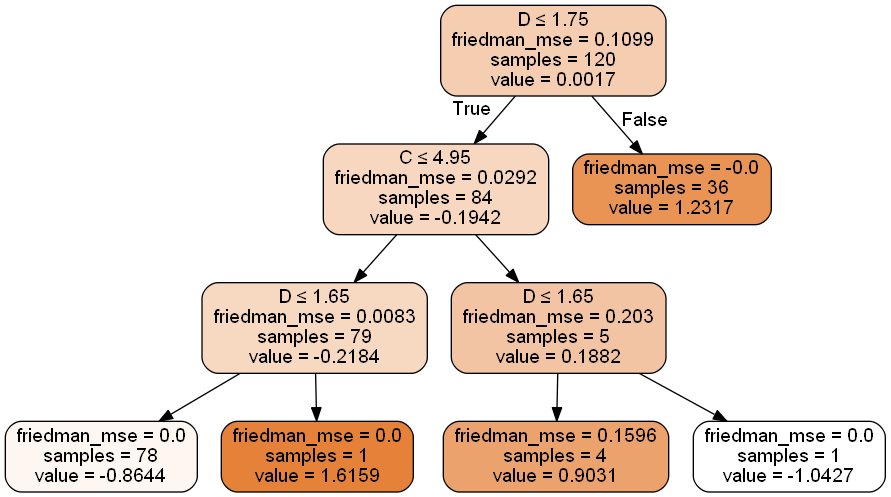 D ≤ 1.75
friedman_mse = 0.1099
samples = 120
value = 0.0017
True
False
C ≤ 4.95
friedman_mse = 0.0292
samples = 84
value = -0.1942
friedman_mse = -0.0
samples = 36
value = 1.2317
D ≤ 1.65
friedman_mse = 0.0083
samples = 79
value = -0.2184
D ≤ 1.65
friedman_mse = 0.203
samples = 5
value = 0.1882
friedman_mse = 0.0
samples = 78
value = -0.8644
friedman_mse = 0.0
samples = 1
value = 1.6159
friedman_mse = 0.1596
samples = 4
value = 0.9031
friedman_mse = 0.0
samples = 1
value = -1.0427